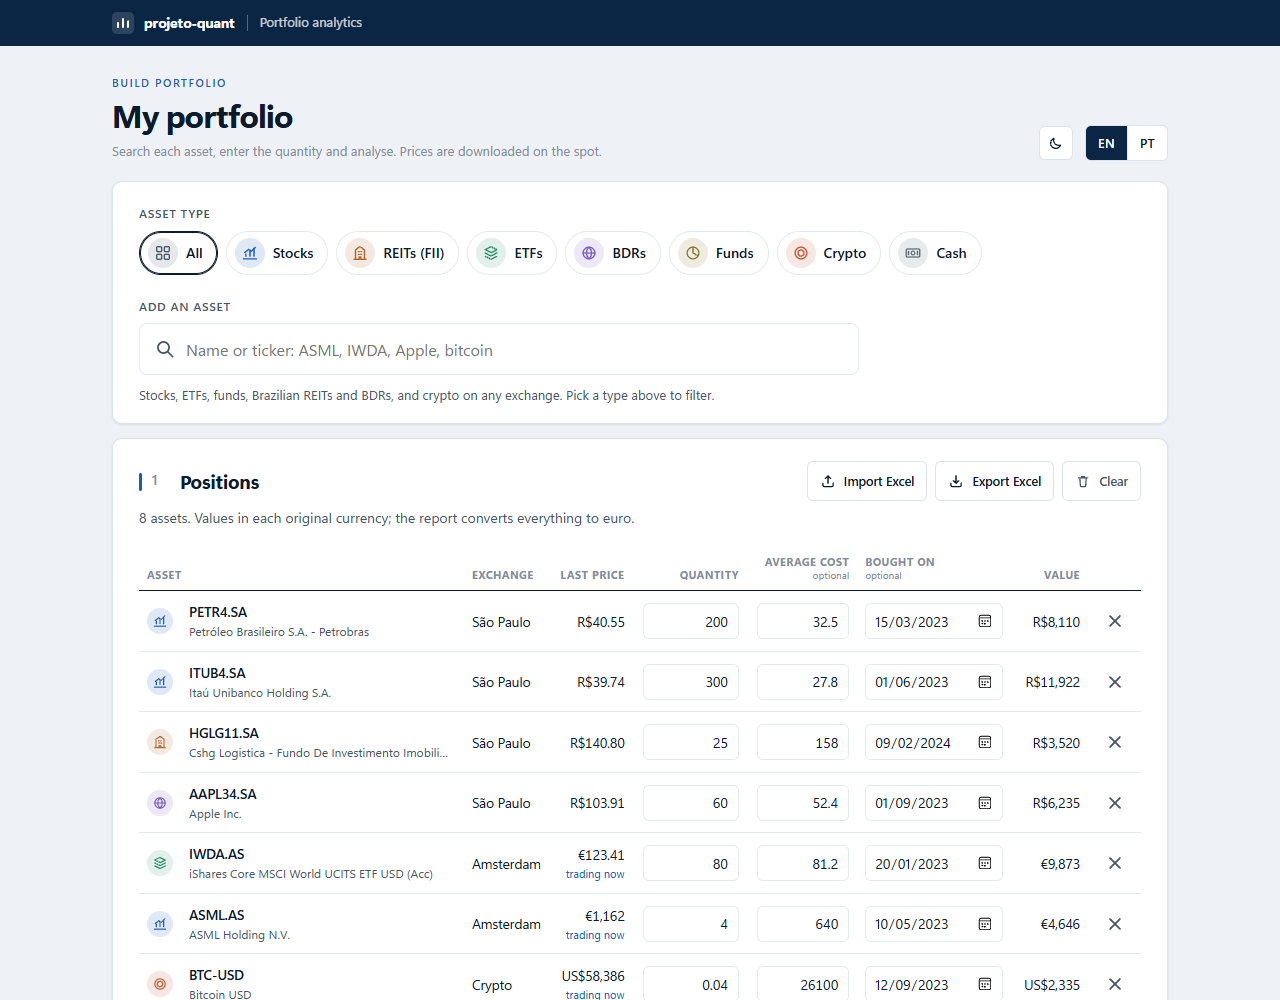 projeto-quant
Portfolio analytics
BUILD PORTFOLIO
My portfolio
Search each asset, enter the quantity and analyse. Prices are downloaded on the spot.
EN PT
ASSET TYPE
All Stocks REITs (FII) ETFs BDRs Funds Crypto Cash
ADD AN ASSET
Name or ticker: ASML, IWDA, Apple, bitcoin
Stocks, ETFs, funds, Brazilian REITs and BDRs, and crypto on any exchange. Pick a type above to filter.
1 Positions
Import Excel Export Excel Clear
8 assets. Values in each original currency; the report converts everything to euro.
ASSET EXCHANGE LAST PRICE QUANTITY AVERAGE COST optional BOUGHT ON optional VALUE
PETR4.SA
Petróleo Brasileiro S.A. - Petrobras
São Paulo R$40.55 200 32.5 15/03/2023 R$8,110
ITUB4.SA
Itaú Unibanco Holding S.A.
São Paulo R$39.74 300 27.8 01/06/2023 R$11,922
HGLG11.SA
Cshg Logistica - Fundo De Investimento Imobili...
São Paulo R$140.80 25 158 09/02/2024 R$3,520
AAPL34.SA
Apple Inc.
São Paulo R$103.91 60 52.4 01/09/2023 R$6,235
IWDA.AS
iShares Core MSCI World UCITS ETF USD (Acc)
Amsterdam €123.41 trading now 80 81.2 20/01/2023 €9,873
ASML.AS
ASML Holding N.V.
Amsterdam €1,162 trading now 4 640 10/05/2023 €4,646
BTC-USD
Bitcoin USD
Crypto US$58,386 trading now 0.04 26100 12/09/2023 US$2,335